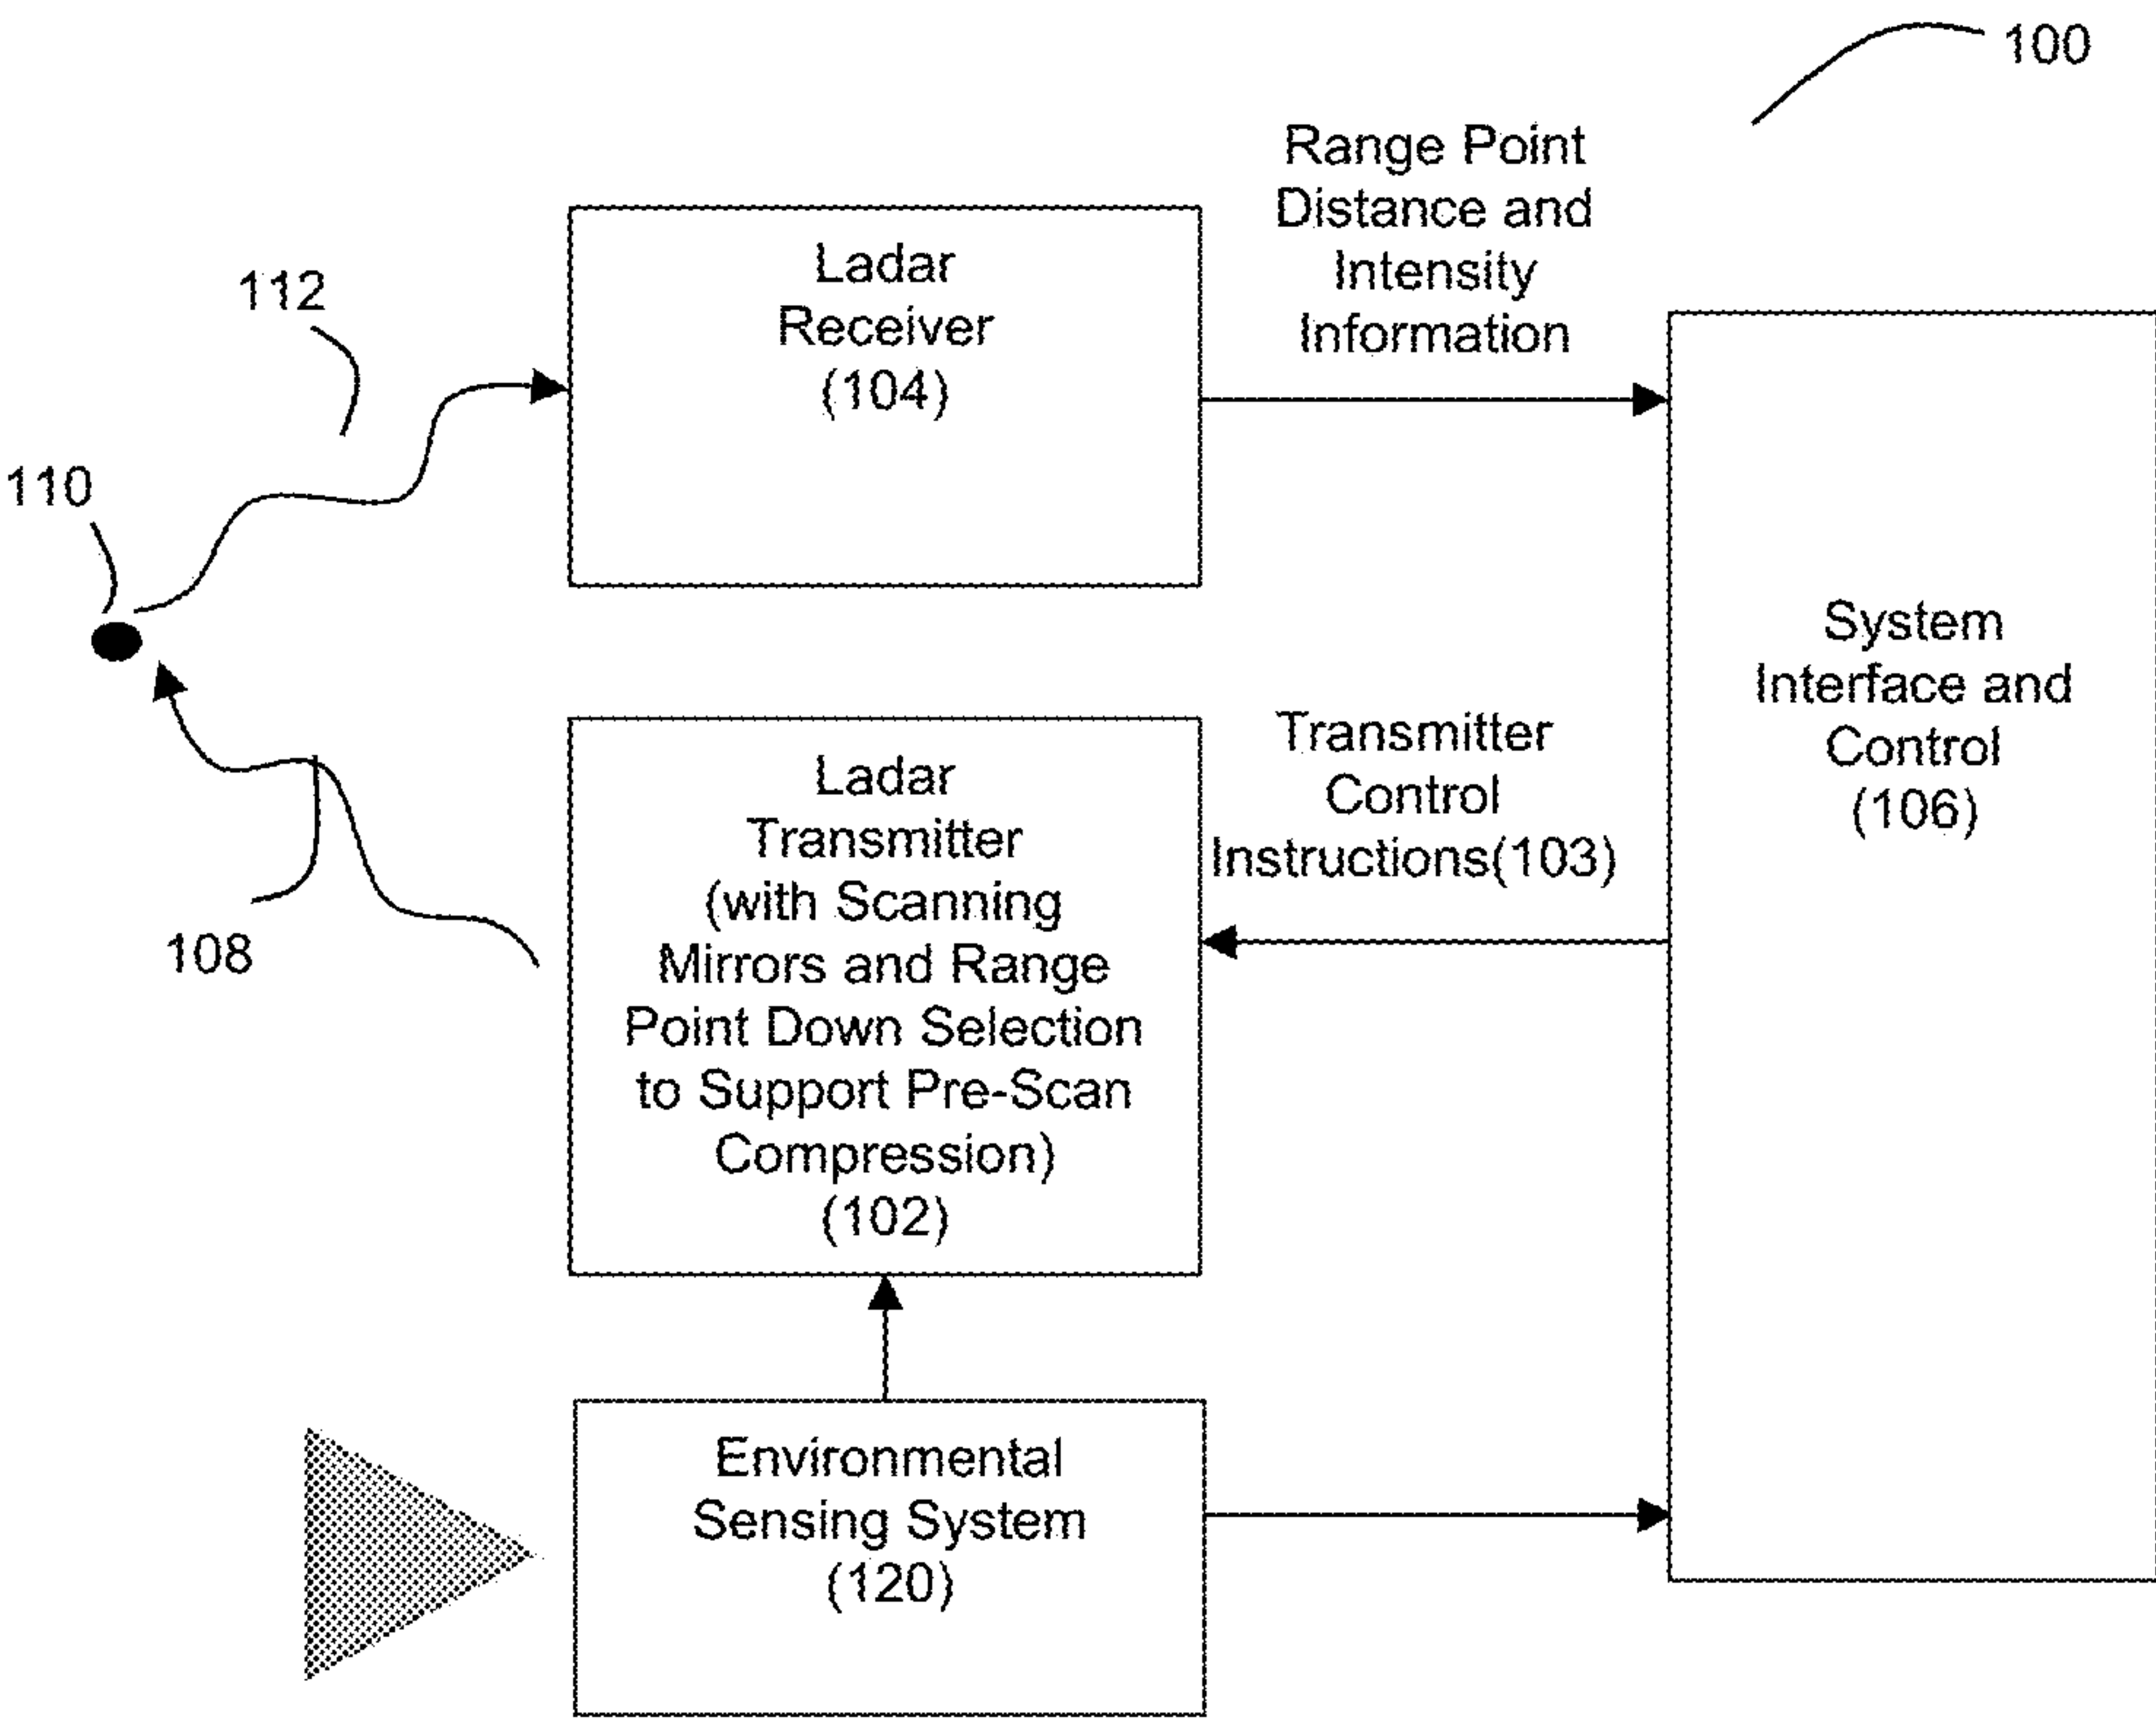 100
Range Point
Distance and
Intensity
Information
Ladar
Receiver
(104)
112
110
System
Interface and
Control
(106)
Transmitter
Control
Instructions(103)
Ladar
Transmitter
(with Scanning
Mirrors and Range
Point Down Selection
to Support Pre-Scan
Compression)
(102)
108
Environmental
Sensing System
(120)